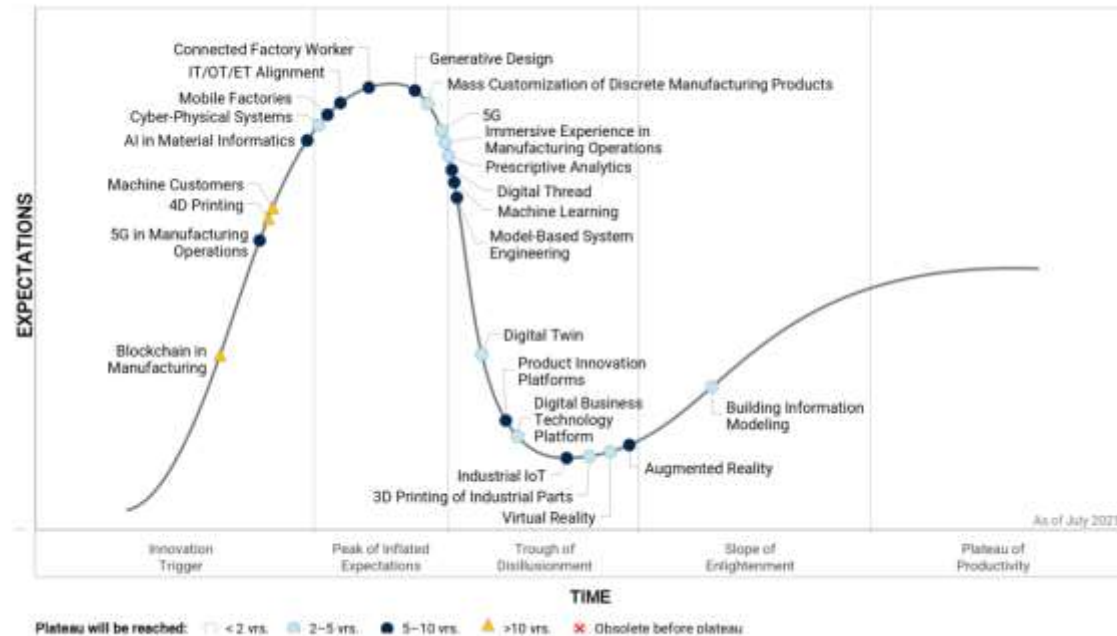 Connected Factory Worker
IT/OT/ET Alignment
Mobile Factories
Cyber-Physical Systems
AI in Material Informatics
Machine Customers
4D Printing
5G in Manufacturing
Operations
Blockchain in
Manufacturing
Generative Design
Mass Customization of Discrete Manufacturing Products
5G
Immersive Experience in
Manufacturing Operations
Prescriptive Analytics
Digital Thread
Machine Learning
Model-Based System
Engineering
Digital Twin
Product Innovation
Platforms
Digital Business
Technology
Platform
Industrial IoT
3D Printing of Industrial Parts
Virtual Reality
Augmented Reality
Building Information
Modeling
EXPECTATIONS
As of July 2021
Innovation
Trigger
Peak of Inflated
Expectations
Trough of
Disillusionment
Slope of
Enlightenment
Plateau of
Productivity
TIME
Plateau will be reached: < 2 yrs. 2–5 yrs. 5–10 yrs. >10 yrs. Obsolete before plateau